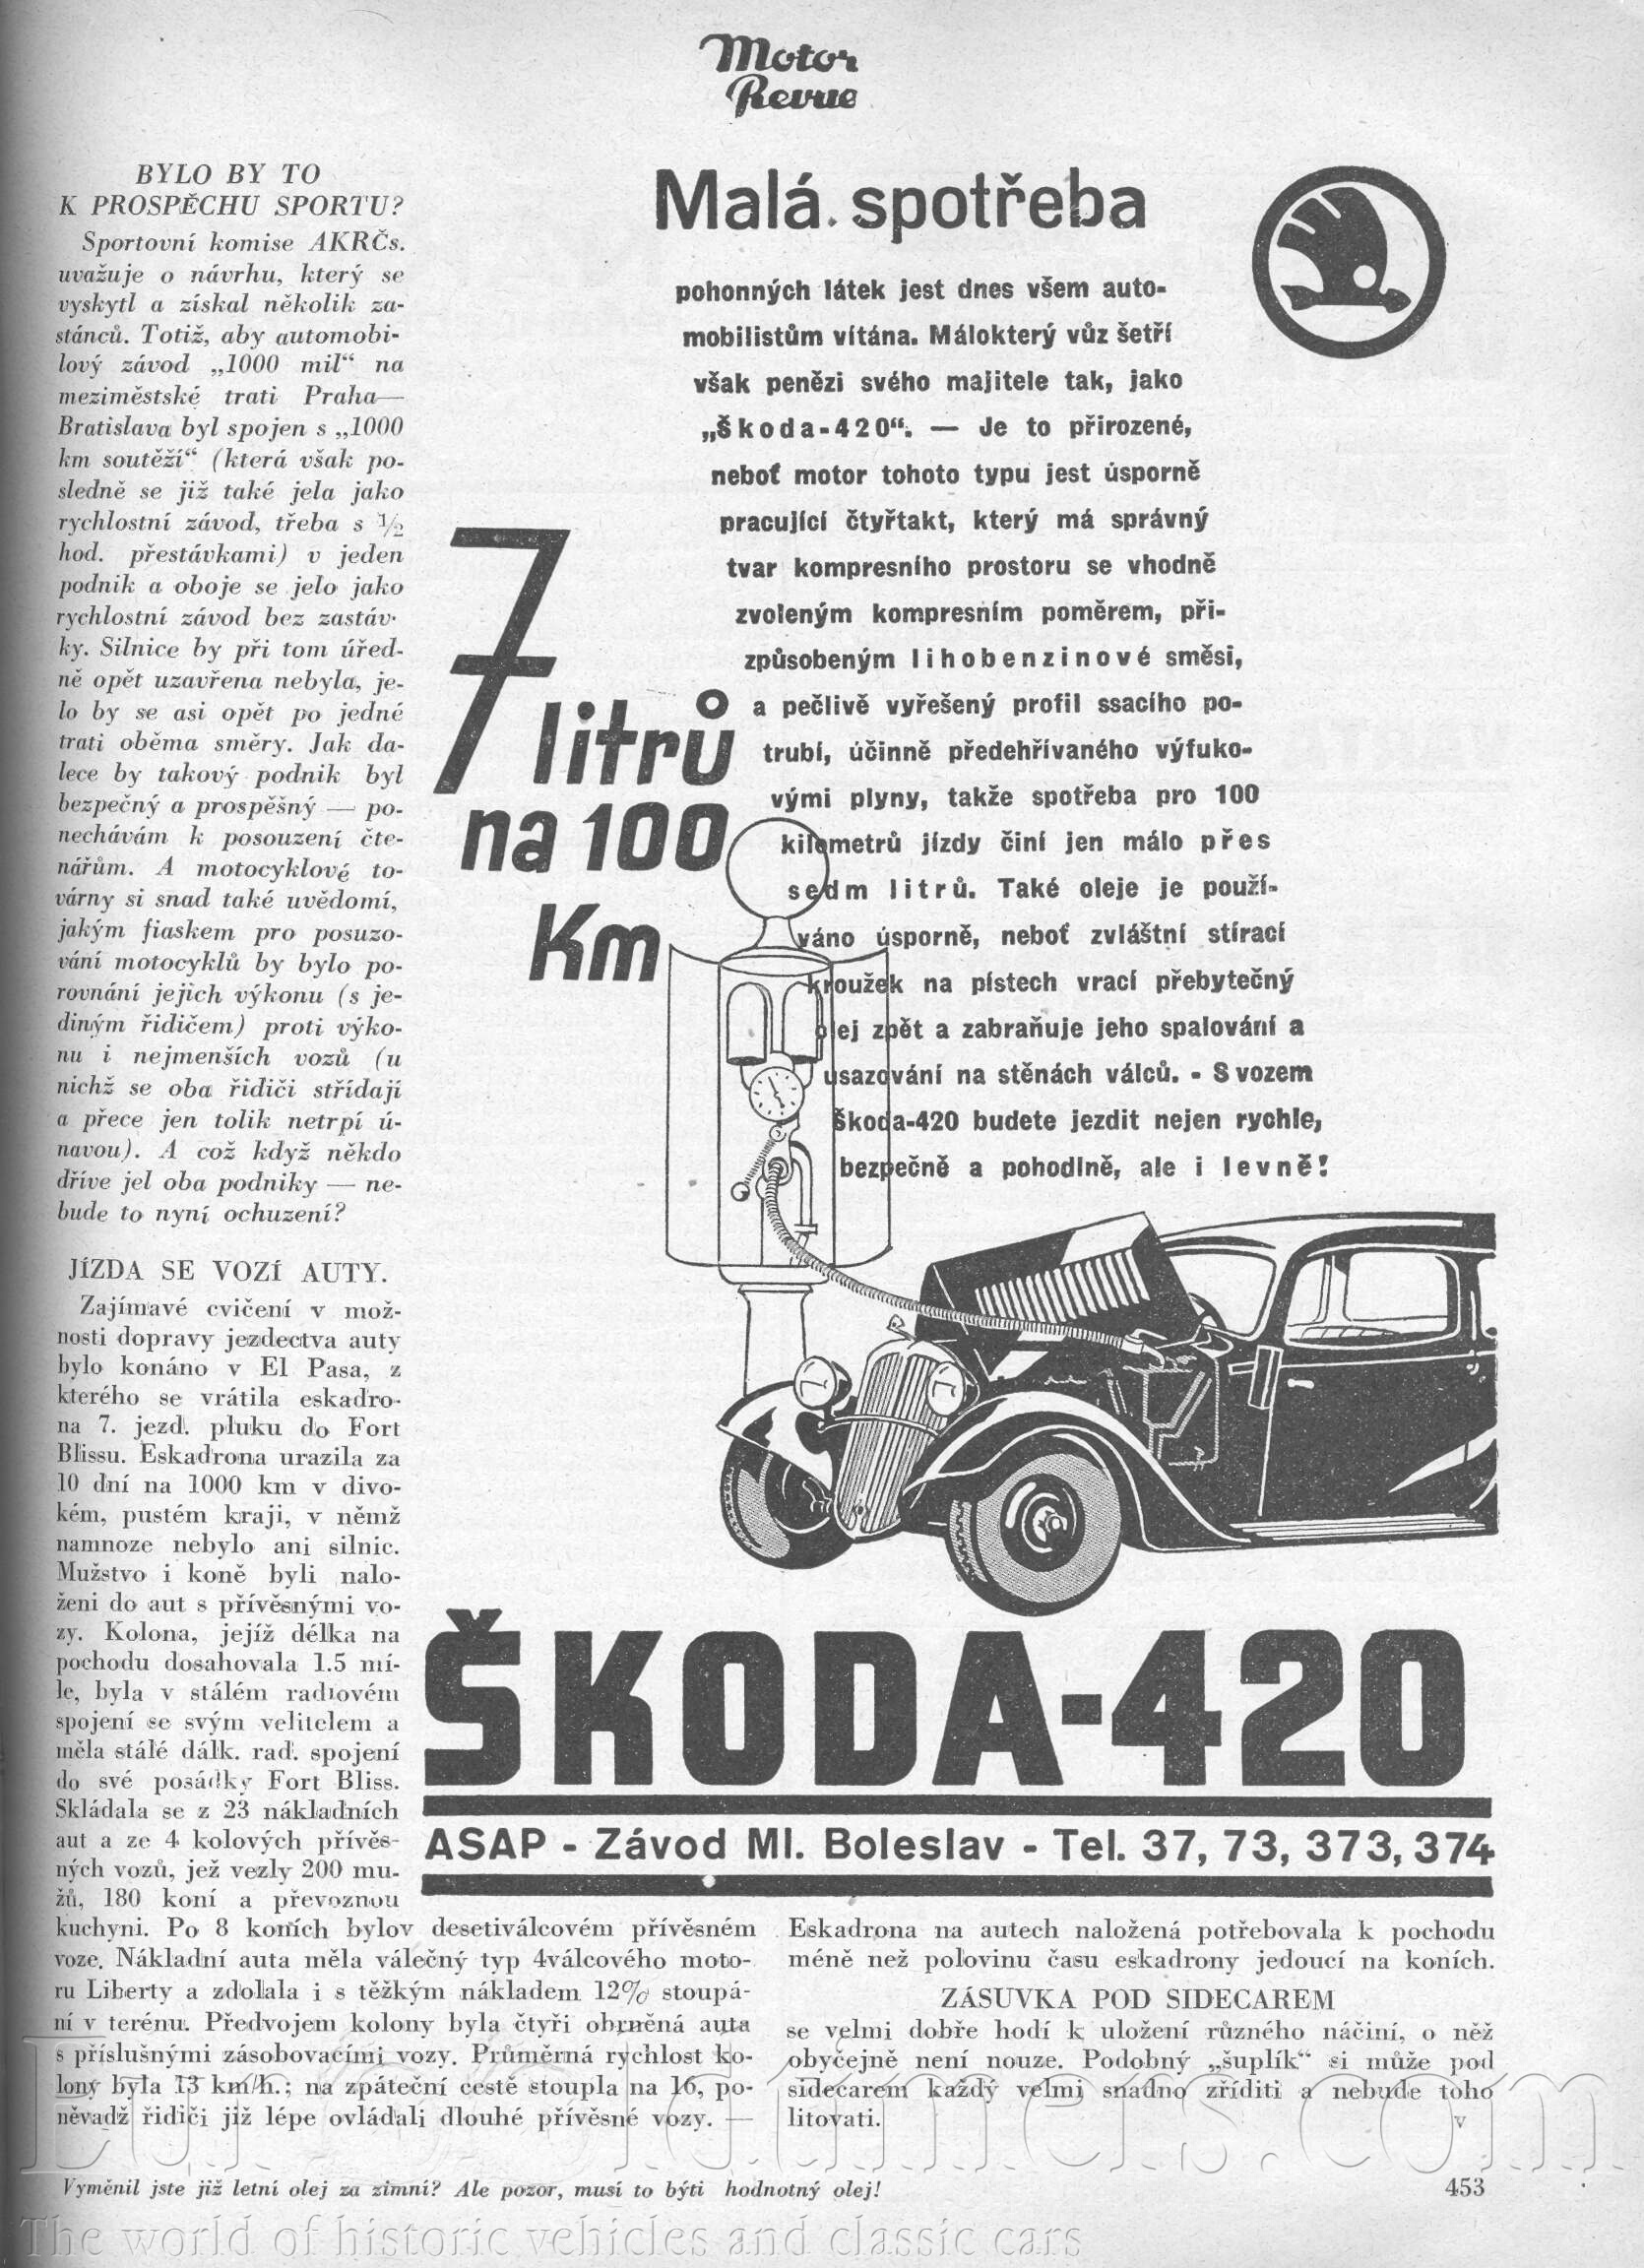 Motor
Revue
BYLO BY TO
K PROSPĚCHU SPORTU?
Sportovní komise AKRČs.
uvažuje o návrhu, který se
vyskytl a získal několik za-
stánců. Totiž, aby automobi-
lový závod „1000 mil“ na
meziměstské trati Praha—
Bratislava byl spojen s „1000
km soutěží“ (která však po-
sledně se již také jela jako
rychlostní závod, třeba s ½
hod. přestávkami) v jeden
podnik a oboje se jelo jako
rychlostní závod bez zastáv-
ky. Silnice by při tom úřed-
ně opět uzavřena nebyla, je-
lo by se asi opět po jedné
trati oběma směry. Jak da-
lece by takový podnik byl
bezpečný a prospěšný — po-
nechávám k posouzení čte-
nářům. A motocyklové to-
várny si snad také uvědomí,
jakým fiaskem pro posuzo-
vání motocyklů by bylo po-
rovnání jejich výkonu (s je-
diným řidičem) proti výko-
nu i nejmenších vozů (u
nichž se oba řidiči střídají
a přece jen tolik netrpí ú-
navou). A což když někdo
dříve jel oba podniky — ne-
bude to nyní ochuzení?
JÍZDA SE VOZÍ AUTY.
Zajímavé cvičení v mož-
nosti dopravy jezdectva auty
bylo konáno v El Pasa, z
kterého se vrátila eskadro-
na 7. jezd. pluku do Fort
Blissu. Eskadrona urazila za
10 dní na 1000 km v divo-
kém, pustém kraji, v němž
namnoze nebylo ani silnic.
Mužstvo i koně byli nalo-
ženi do aut s přívěsnými vo-
zy. Kolona, jejíž délka na
pochodu dosahovala 1.5 mí-
le, byla v stálém radiovém
spojení se svým velitelem a
měla stálé dálk. rad. spojení
do své posádky Fort Bliss.
Skládala se z 23 nákladních
aut a ze 4 kolových přívěs-
ných vozů, jež vezly 200 mu-
žů, 180 koní a převoznou
kuchyni. Po 8 koních bylov desetiválcovém přívěsném
voze. Nákladní auta měla válečný typ 4válcového moto-
ru Liberty a zdolala i s těžkým nákladem 12% stoupá-
ní v terénu. Předvojem kolony byla čtyři obrněná auta
s příslušnými zásobovacími vozy. Průměrná rychlost ko-
lony byla 13 km/h.; na zpáteční cestě stoupla na 16, po-
něvadž řidiči již lépe ovládali dlouhé přívěsné vozy. —
Malá spotřeba
pohonných látek jest dnes všem auto-
mobilistům vítána. Málokterý vůz šetří
však penězi svého majitele tak, jako
„Škoda-420“. — Je to přirozené,
neboť motor tohoto typu jest úsporně
pracující čtyřtakt, který má správný
tvar kompresního prostoru se vhodně
zvoleným kompresním poměrem, při-
způsobeným lihobenzinové směsi,
a pečlivě vyřešený profil ssacího po-
trubí, účinně předehřívaného výfuko-
vými plyny, takže spotřeba pro 100
kilometrů jízdy činí jen málo přes
sedm litrů. Také oleje je použí-
váno úsporně, neboť zvláštní stírací
kroužek na pístech vrací přebytečný
olej zpět a zabraňuje jeho spalování a
usazování na stěnách válců. - S vozem
Škoda-420 budete jezdit nejen rychle,
bezpečně a pohodlně, ale i levně!
7 litrů
na 100
Km
ŠKODA-420
ASAP - Závod Ml. Boleslav - Tel. 37, 73, 373, 374
Eskadrona na autech naložená potřebovala k pochodu
méně než polovinu času eskadrony jedoucí na koních.
ZÁSUVKA POD SIDECAREM
se velmi dobře hodí k uložení různého náčiní, o něž
obyčejně není nouze. Podobný „šuplík“ si může pod
sidecarem každý velmi snadno zříditi a nebude toho
litovati. v
Vyměnil jste již letní olej za zimní? Ale pozor, musí to býti hodnotný olej!
453
Eurooldtimers.com
The world of historic vehicles and classic cars